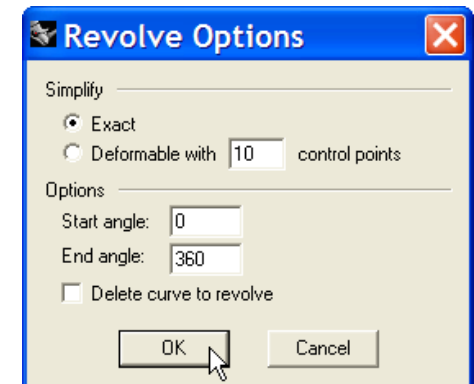 Revolve Options
Simplify
Exact
Deformable with 10 control points
Options
Start angle: 0
End angle: 360
Delete curve to revolve
OK Cancel